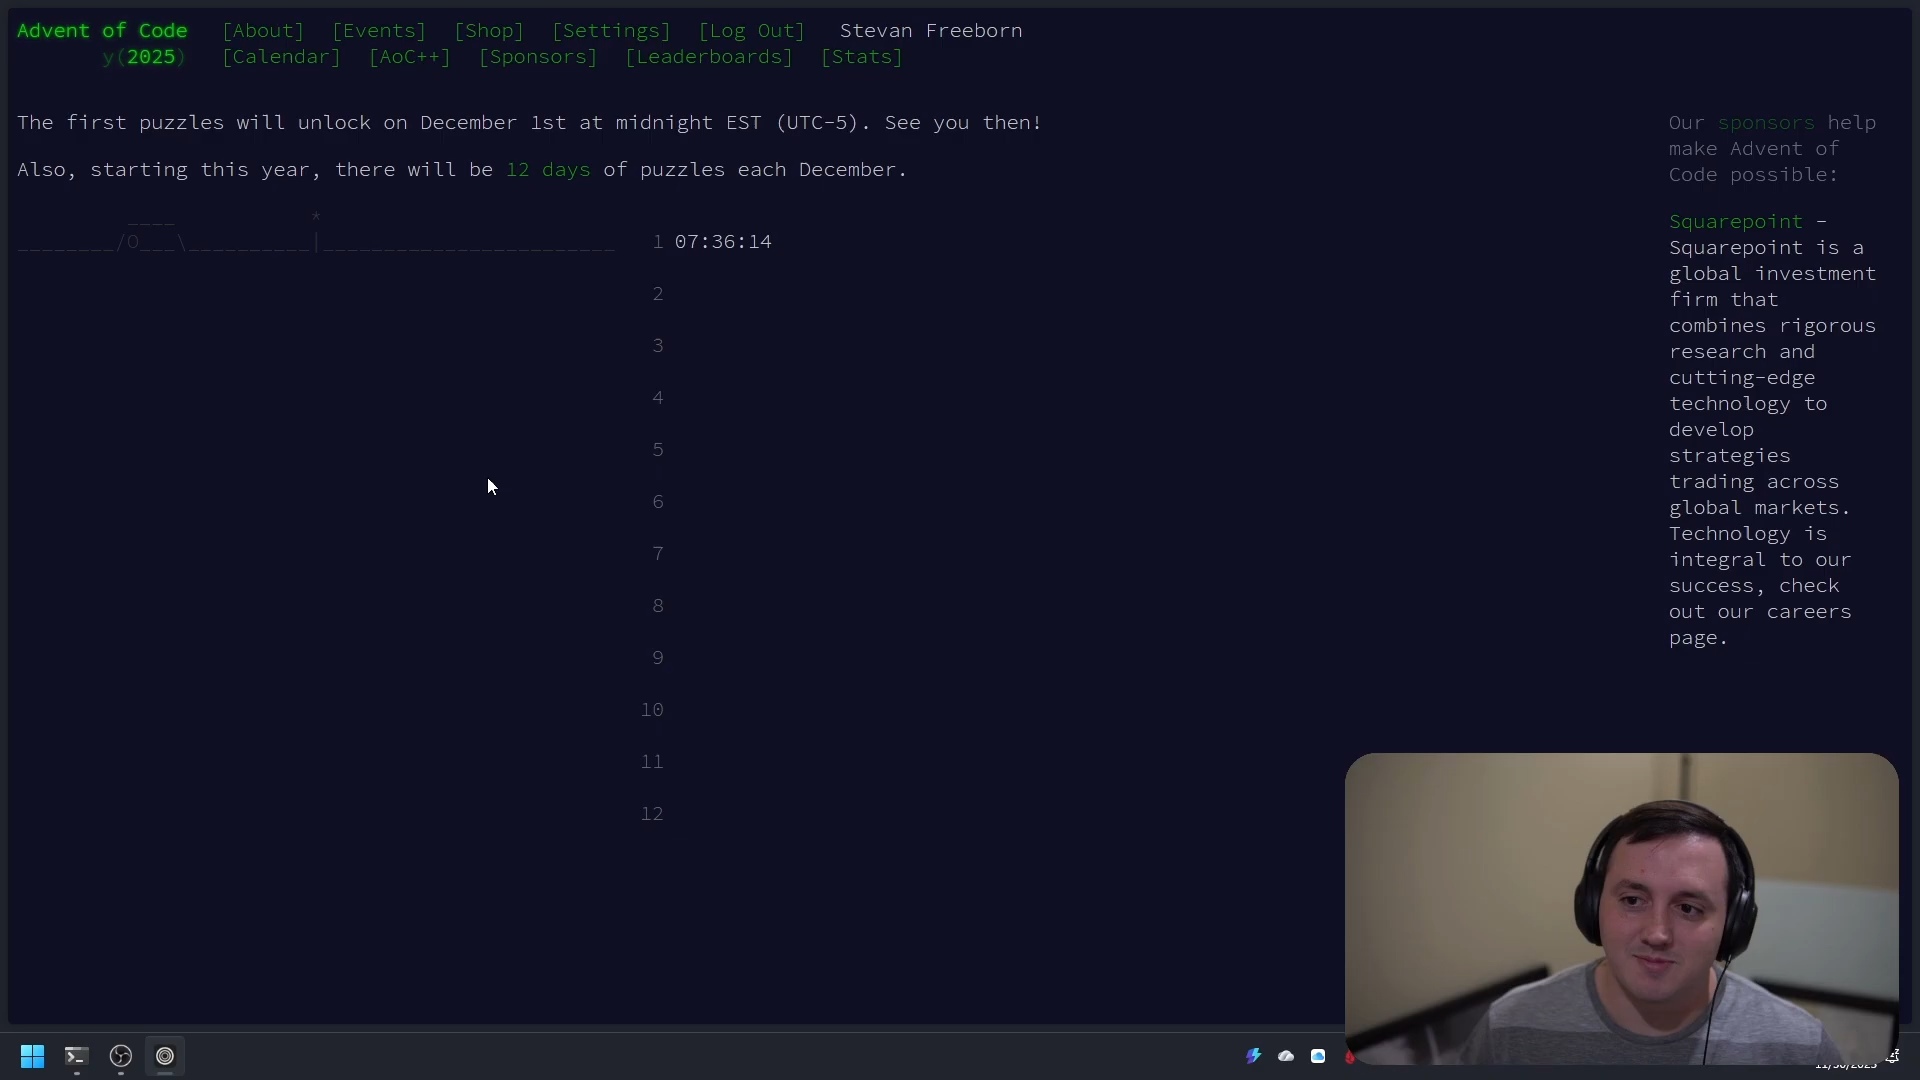 Advent of Code [About] [Events] [Shop] [Settings] [Log Out] Stevan Freeborn
y(2025) [Calendar] [AoC++] [Sponsors] [Leaderboards] [Stats]
The first puzzles will unlock on December 1st at midnight EST (UTC-5). See you then!
Also, starting this year, there will be 12 days of puzzles each December.
____ *
________/O___\__________|________________________ 1 07:36:14
2
3
4
5
6
7
8
9
10
11
12
Our sponsors help
make Advent of
Code possible:
Squarepoint -
Squarepoint is a
global investment
firm that
combines rigorous
research and
cutting-edge
technology to
develop
strategies
trading across
global markets.
Technology is
integral to our
success, check
out our careers
page.